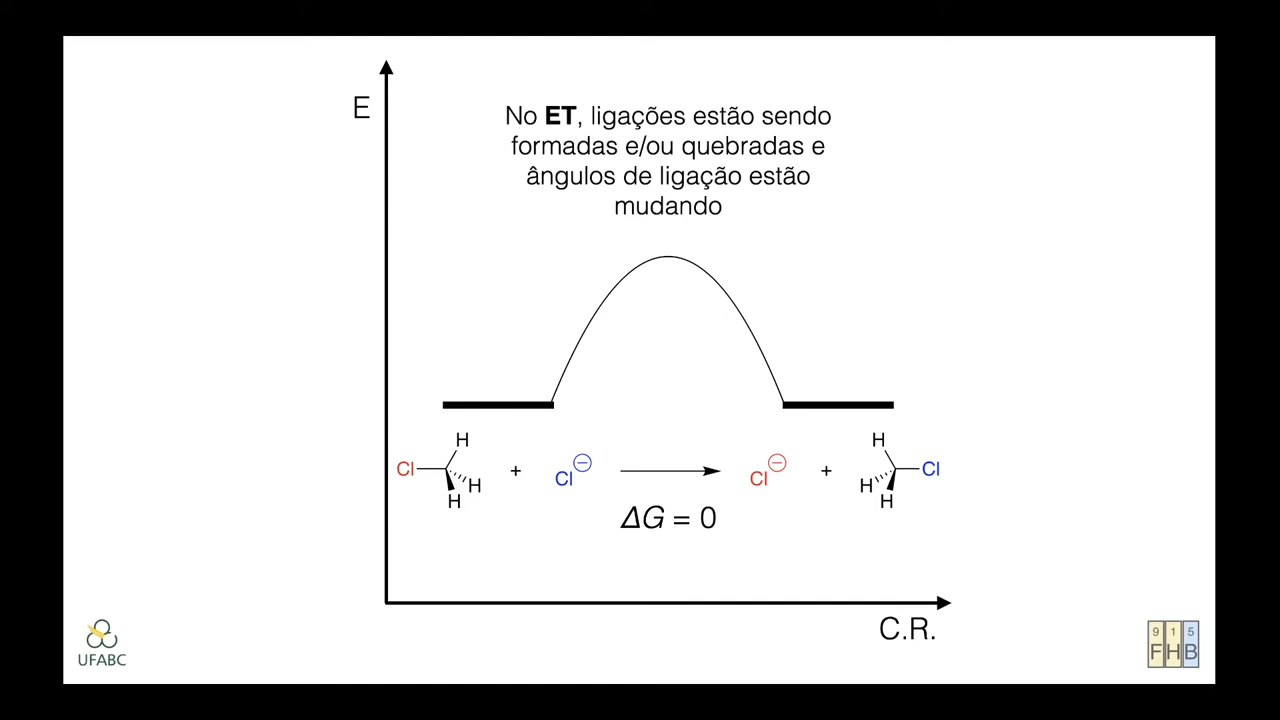 E
No ET, ligações estão sendo
formadas e/ou quebradas e
ângulos de ligação estão
mudando
H
H
Cl
H
H
+
Cl⊖
Cl⊖
+
H
H
Cl
H
ΔG = 0
C.R.
UFABC
9 1 5
F H B